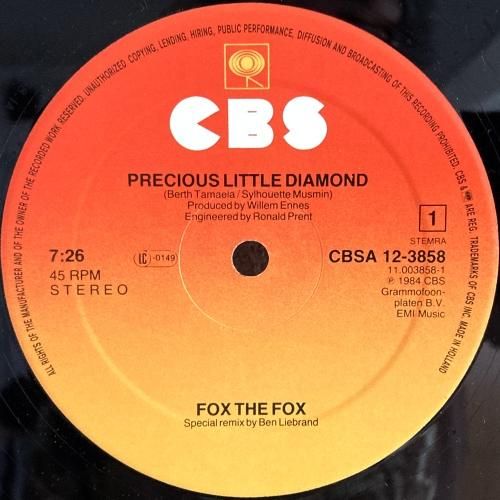 ALL RIGHTS OF THE MANUFACTURER AND OF THE OWNER OF THE RECORDED WORK RESERVED. UNAUTHORIZED COPYING, LENDING, HIRING, PUBLIC PERFORMANCE, DIFFUSION AND BROADCASTING OF THIS RECORDING PROHIBITED. CBS & ARE REG. TRADEMARKS OF CBS INC. MADE IN HOLLAND
CBS
PRECIOUS LITTLE DIAMOND
(Berth Tamaela / Sylhouette Musmin)
Produced by Willem Ennes
Engineered by Ronald Prent
1
STEMRA
7:26
LC -0149
CBSA 12-3858
45 RPM
11.003858-1
STEREO
℗ 1984 CBS
Grammofoon-
platen B.V.
EMI Music
FOX THE FOX
Special remix by Ben Liebrand